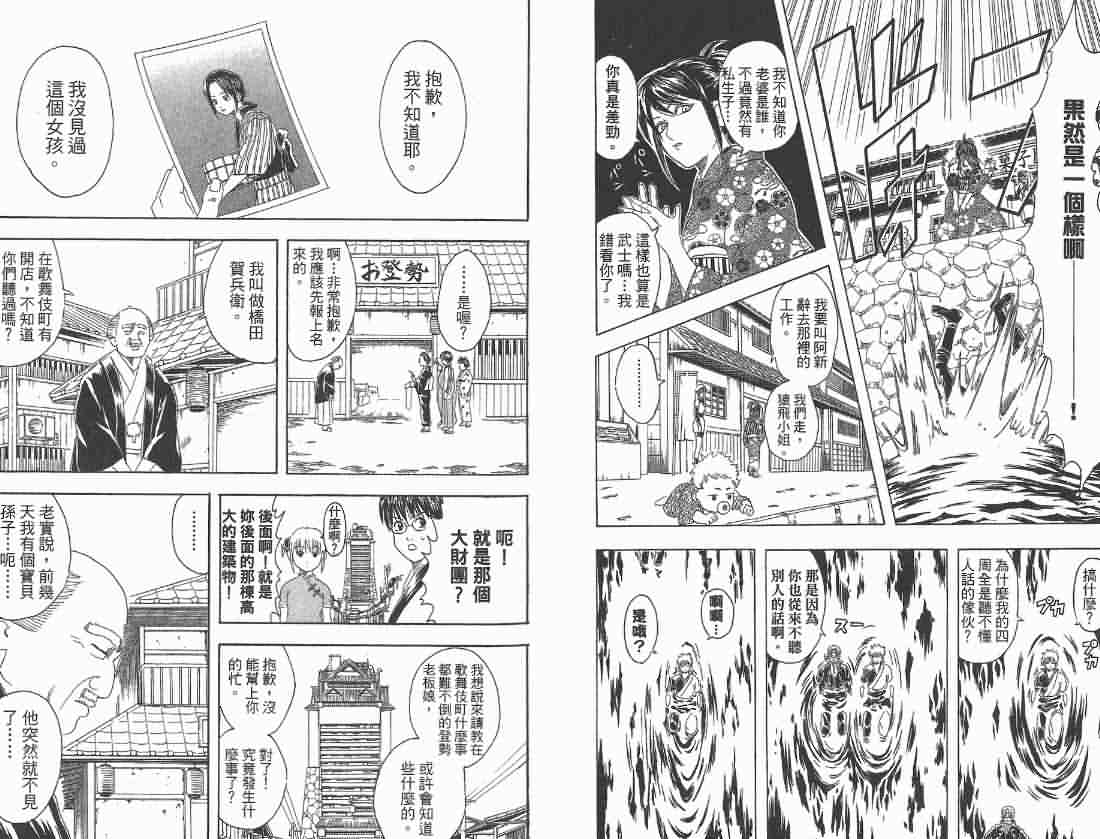 果然是一個樣啊——！
菓子
我不知道你
老婆是誰，
不過竟然有
私生子…
你真是差勁。
這樣也算是
武士嗎…我
錯看你了。
我要叫阿新
辭去那裡的
工作。
我們走，
猿飛小姐。
………
搞什麼？
為什麼我的四
周全是聽不懂
人話的傢伙？
プカ
プカ
那是因為
你也從來不聽
別人的話啊。
スー
啊啊…
是哦？
抱歉，
我不知道耶。
我沒見過
這個女孩。
……是喔？
お登勢
啊…非常抱歉，
我應該先報上名
來的。
我叫做橋田
賀兵衛。
在歌舞伎町有
開店，不知道
你們聽過嗎？
呃！
就是那個
大財團？
什麼啊？
後面啊！就是
妳後面的那棟高
大的建築物！
我想說來請教在
歌舞伎町什麼事
都難不倒的登勢
老板娘，
或許會知道
些什麼的。
抱歉，沒
能幫上你
的忙。
對了！
究竟發生什
麼事了？
………
老實說，前幾
天我有個寶貝
孫子…呃……
他突然就不見
了……